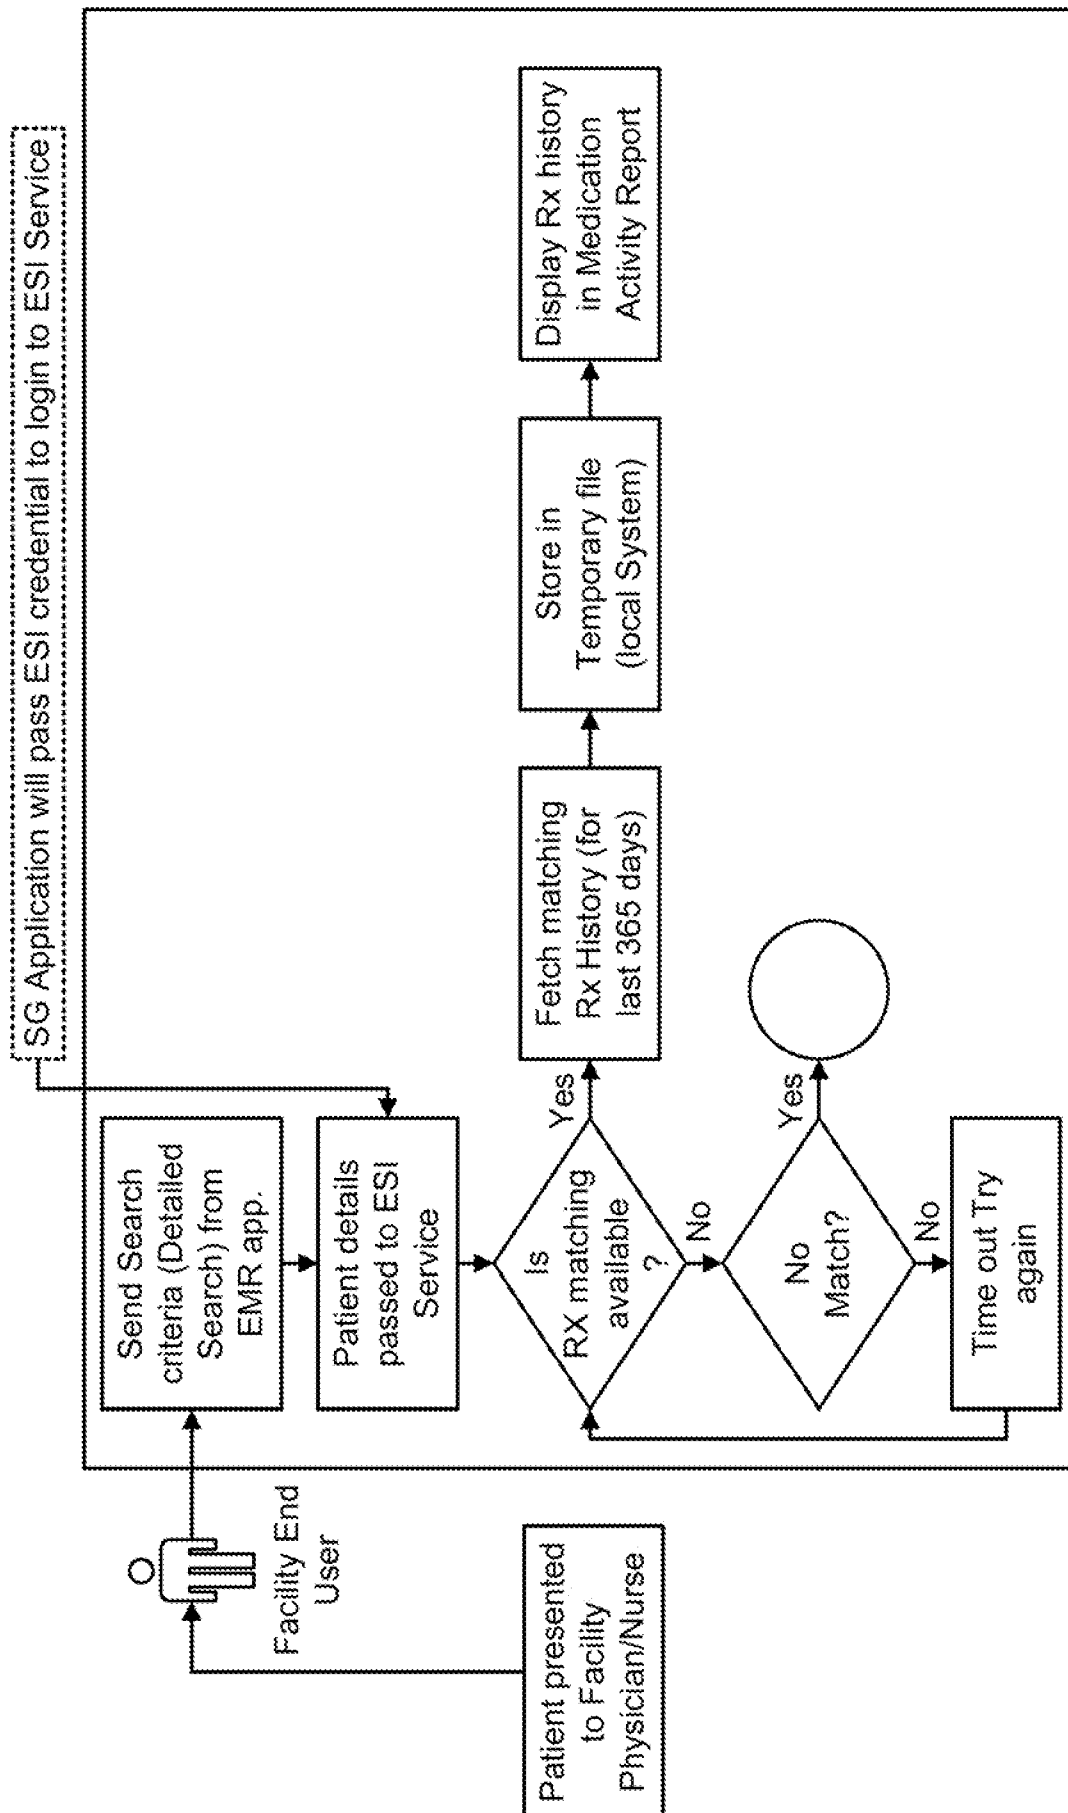 SG Application will pass ESI credential to login to ESI Service
Patient presented
to Facility
Physician/Nurse
Facility End
User
Send Search
criteria (Detailed
Search) from
EMR app.
Patient details
passed to ESI
Service
Is
RX matching
available
?
Yes
No
Fetch matching
Rx History (for
last 365 days)
Store in
Temporary file
(local System)
Display Rx history
in Medication
Activity Report
No
Match?
Yes
No
Time out Try
again